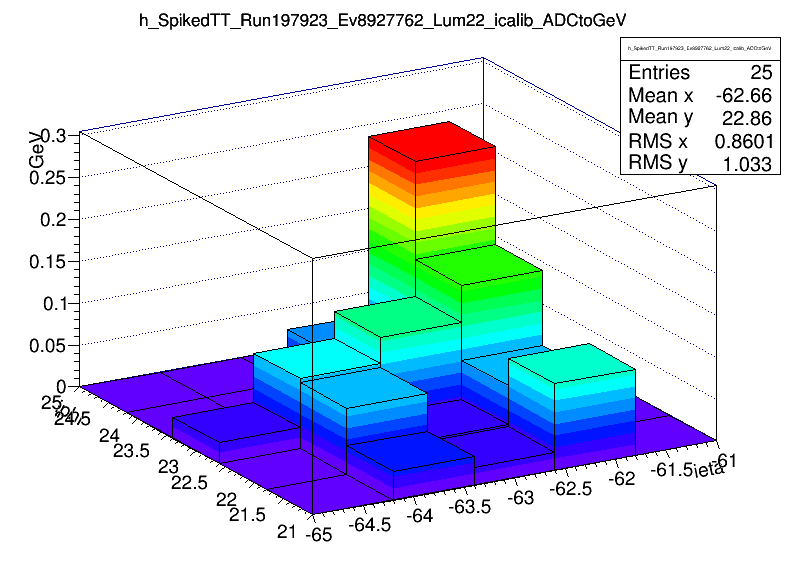 h_SpikedTT_Run197923_Ev8927762_Lum22_icalib_ADCtoGeV
h_SpikedTT_Run197923_Ev8927762_Lum22_icalib_ADCtoGeV
Entries 25
Mean x -62.66
Mean y 22.86
RMS x 0.8601
RMS y 1.033
GeV
0.3
0.25
0.2
0.15
0.1
0.05
0
25
24.5
24
23.5
23
22.5
22
21.5
21
-65
-64.5
-64
-63.5
-63
-62.5
-62
-61.5
-61
ieta